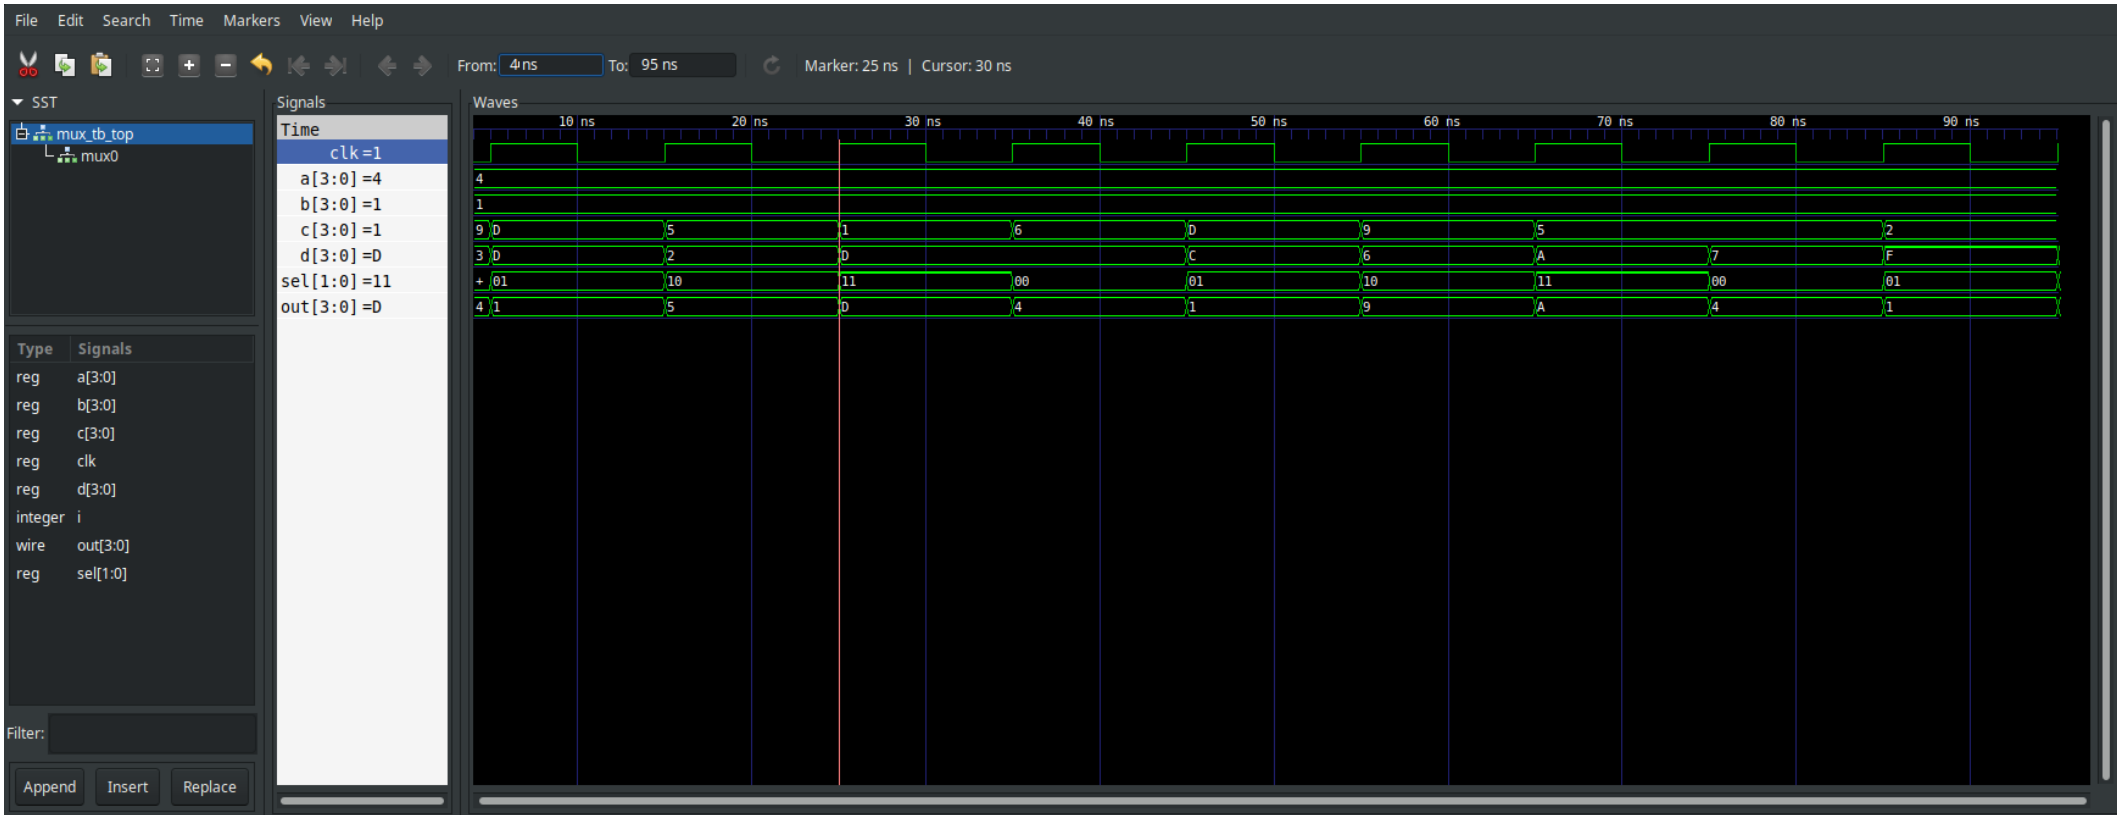 File Edit Search Time Markers View Help
From: 4 ns To: 95 ns Marker: 25 ns | Cursor: 30 ns
SST
mux_tb_top
mux0
Type Signals
reg a[3:0]
reg b[3:0]
reg c[3:0]
reg clk
reg d[3:0]
integer i
wire out[3:0]
reg sel[1:0]
Filter:
Append Insert Replace
Signals
Time
clk=1
a[3:0]=4
b[3:0]=1
c[3:0]=1
d[3:0]=D
sel[1:0]=11
out[3:0]=D
Waves
10 ns 20 ns 30 ns 40 ns 50 ns 60 ns 70 ns 80 ns 90 ns
4
1
9 D 5 1 6 D 9 5 2
3 D 2 D C 6 A 7 F
+ 01 10 11 00 01 10 11 00 01
4 1 5 D 4 1 9 A 4 1